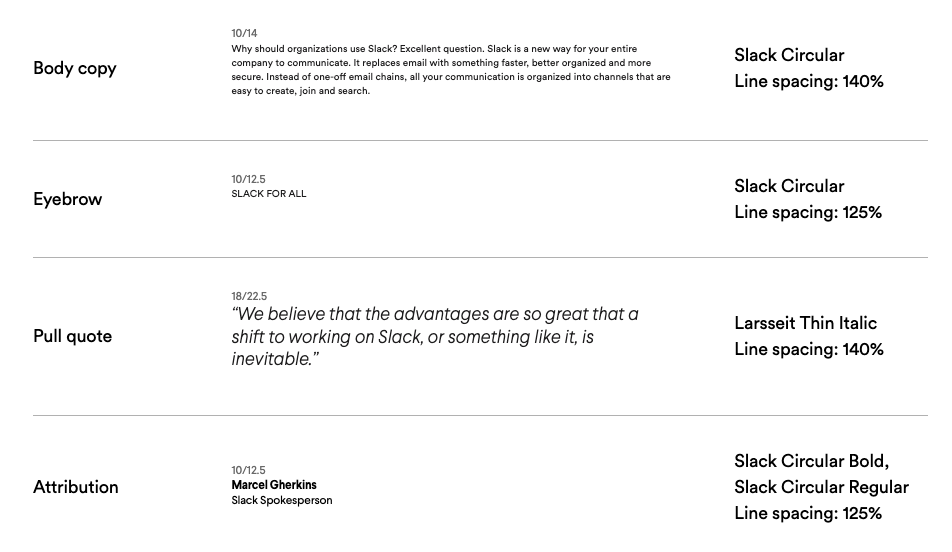 Body copy
10/14
Why should organizations use Slack? Excellent question. Slack is a new way for your entire
company to communicate. It replaces email with something faster, better organized and more
secure. Instead of one-off email chains, all your communication is organized into channels that are
easy to create, join and search.
Slack Circular
Line spacing: 140%
Eyebrow
10/12.5
SLACK FOR ALL
Slack Circular
Line spacing: 125%
Pull quote
18/22.5
“We believe that the advantages are so great that a
shift to working on Slack, or something like it, is
inevitable.”
Larsseit Thin Italic
Line spacing: 140%
Attribution
10/12.5
Marcel Gherkins
Slack Spokesperson
Slack Circular Bold,
Slack Circular Regular
Line spacing: 125%